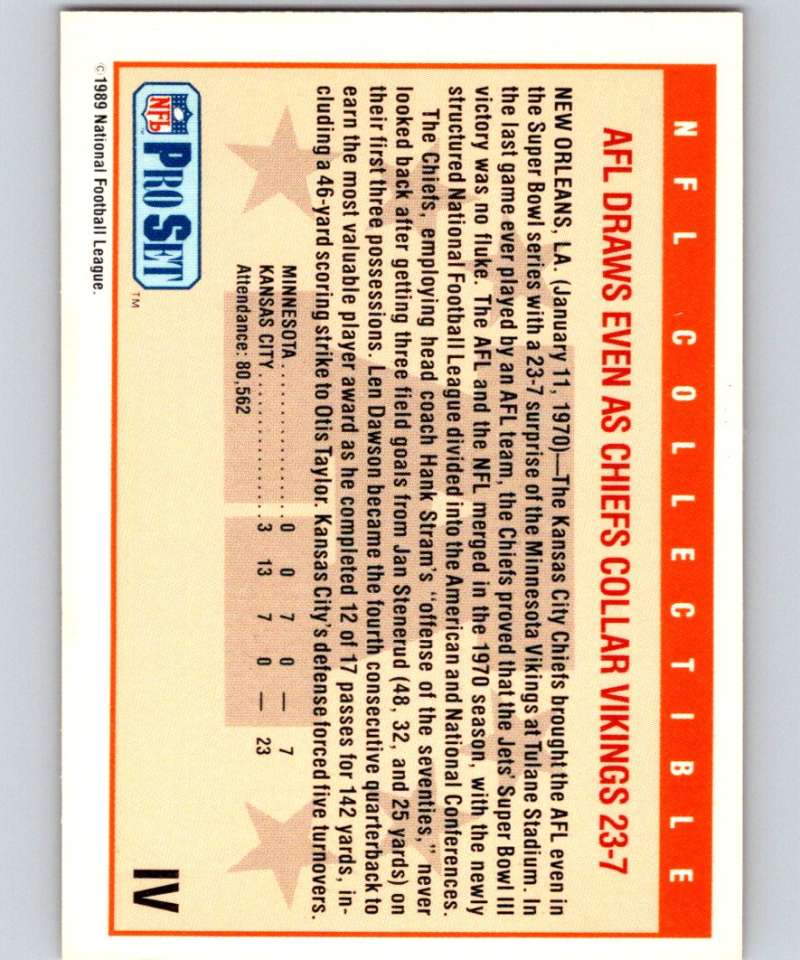 NFL COLLECTIBLE
AFL DRAWS EVEN AS CHIEFS COLLAR VIKINGS 23-7
NEW ORLEANS, LA. (January 11, 1970)—The Kansas City Chiefs brought the AFL even in
the Super Bowl series with a 23-7 surprise of the Minnesota Vikings at Tulane Stadium. In
the last game ever played by an AFL team, the Chiefs proved that the Jets' Super Bowl III
victory was no fluke. The AFL and the NFL merged in the 1970 season, with the newly
structured National Football League divided into the American and National Conferences.
The Chiefs, employing head coach Hank Stram's "offense of the seventies," never
looked back after getting three field goals from Jan Stenerud (48, 32, and 25 yards) on
their first three possessions. Len Dawson became the fourth consecutive quarterback to
earn the most valuable player award as he completed 12 of 17 passes for 142 yards, in-
cluding a 46-yard scoring strike to Otis Taylor. Kansas City's defense forced five turnovers.
MINNESOTA................0 0 7 0 — 7
KANSAS CITY................3 13 7 0 — 23
Attendance: 80,562
NFL PRO SET ™
IV
© 1989 National Football League.